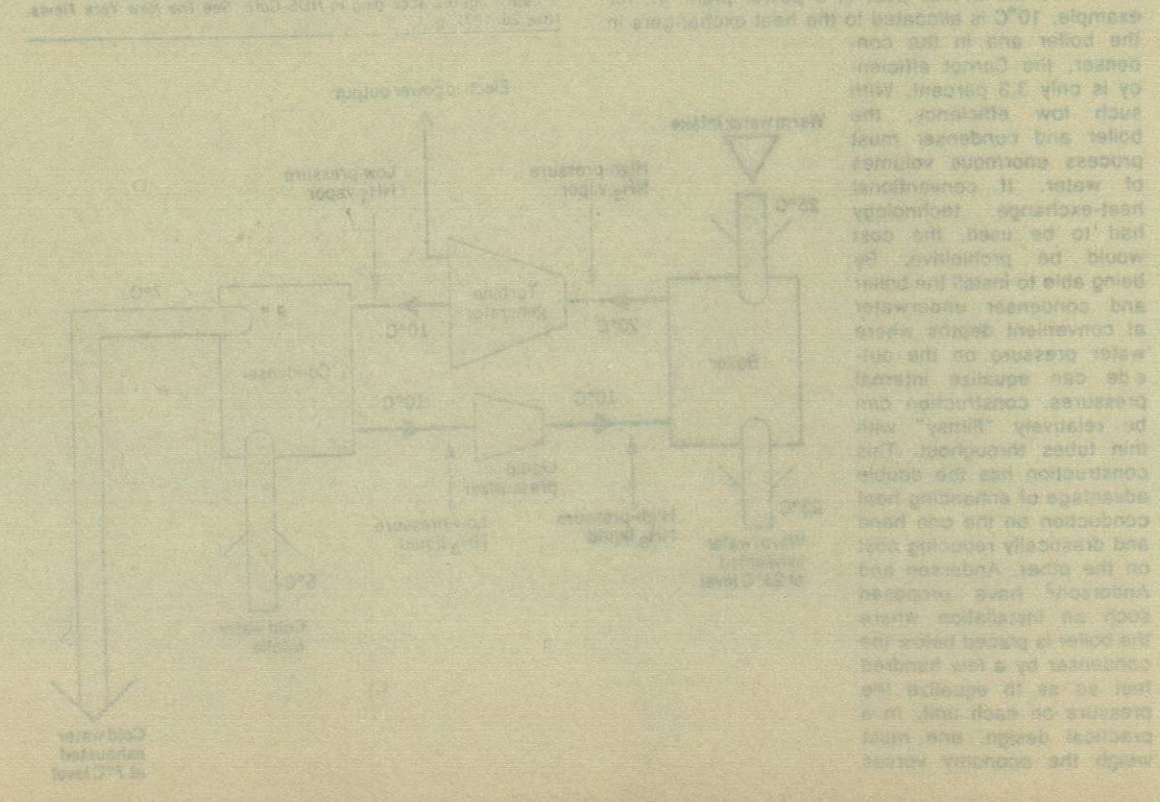 example, 10°C is allocated to the heat exchangers in
the boiler and in the con-
denser, the Carnot efficien-
cy is only 3.3 percent. With
such low efficiency, the
boiler and condenser must
process enormous volumes
of water. If conventional
heat-exchange technology
had to be used, the cost
would be prohibitive. By
being able to install the boiler
and condenser underwater
at convenient depths where
water pressure on the out-
side can equalize internal
pressures, construction can
be relatively "flimsy" with
thin tubes throughout. This
construction has the double
advantage of enhancing heat
conduction on the one hand
and drastically reducing cost
on the other. Anderson and
Anderson have proposed
such an installation where
the boiler is placed below the
condenser by a few hundred
feet so as to equalize the
pressure on each unit. In a
practical design, one must
weigh the economy versus
Warm water intake
25°C
Boiler
23°C
Warm water
exhausted
High-pressure
NH₃ vapor
20°C
Turbine
generator
power output
Low-pressure
NH₃ vapor
10°C
Condenser
7°C
10°C
10°C
pressurizer
High-pressure
NH₃ liquid
Low-pressure
NH₃ liquid
5°C
Cold water
intake
Cold water
exhausted
at 7°C level